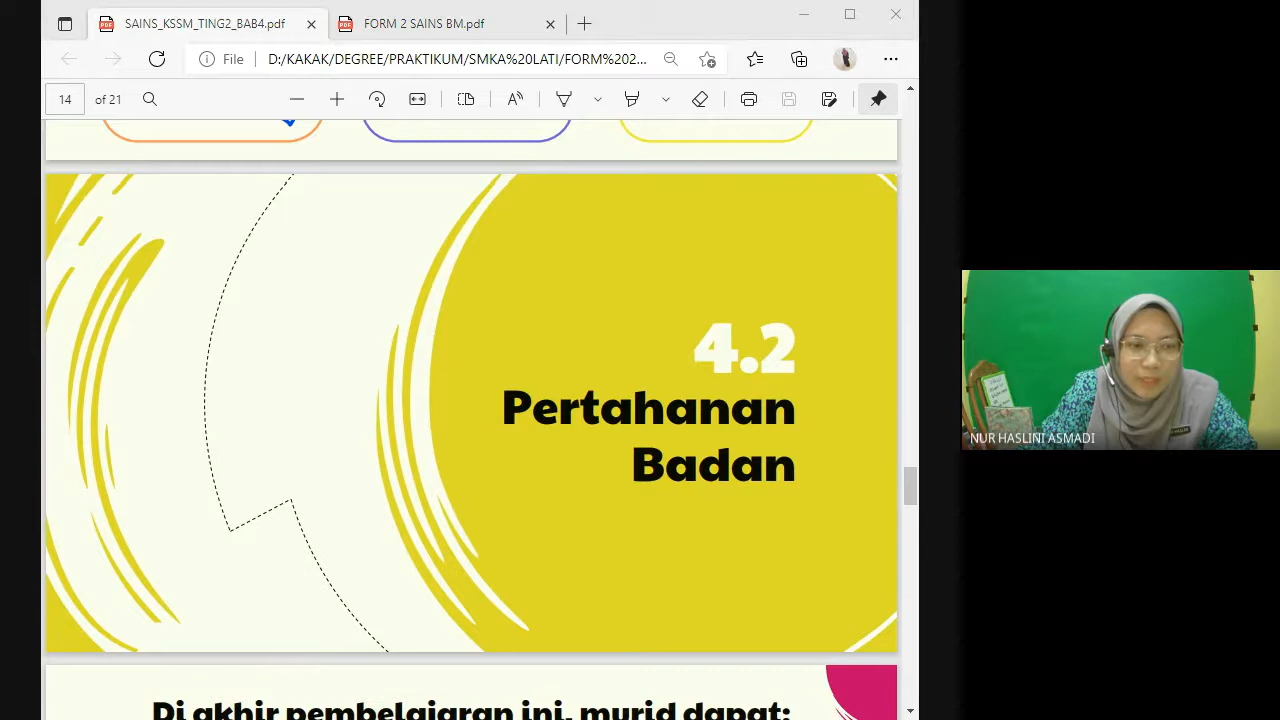 SAINS_KSSM_TING2_BAB4.pdf
FORM 2 SAINS BM.pdf
File
D:/KAKAK/DEGREE/PRAKTIKUM/SMKA%20LATI/FORM%202...
14
of 21
4.2
Pertahanan
Badan
NUR HASLINI ASMADI
Di akhir pembelajaran ini, murid dapat: